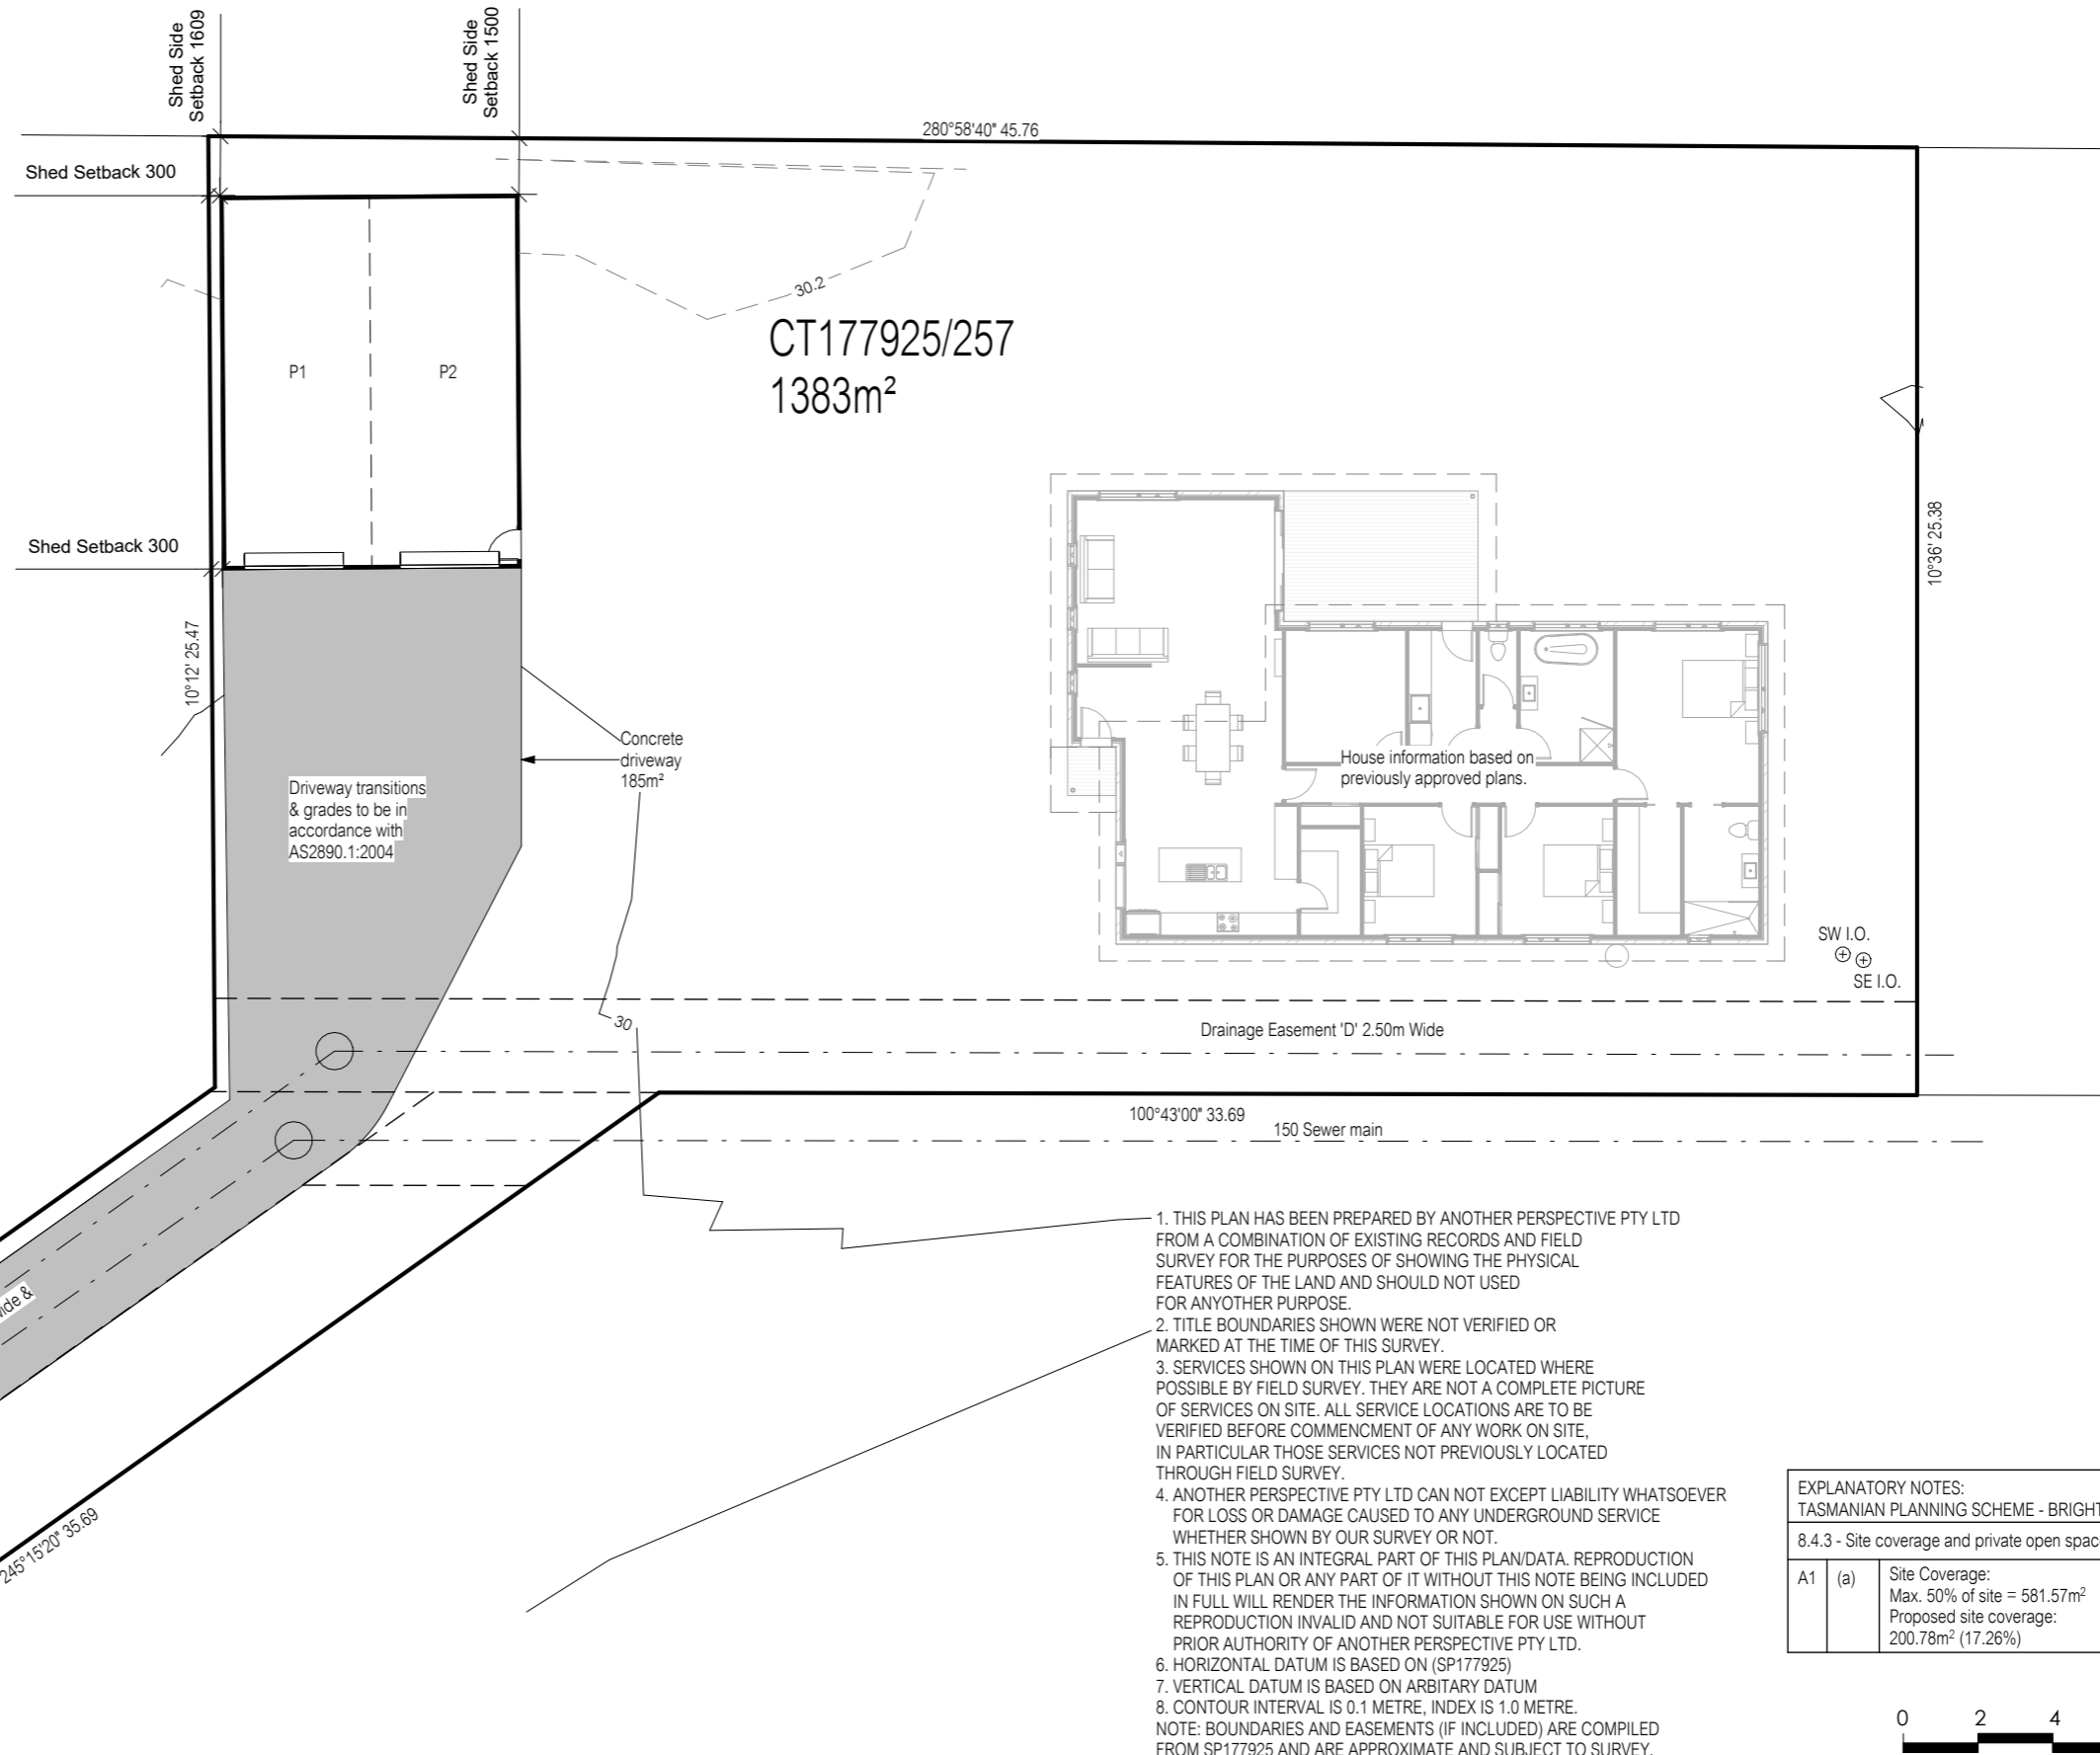 Shed Side
Setback 1609
Shed Side
Setback 1500
280°58'40" 45.76
Shed Setback 300
30.2
CT177925/257
1383m²
P1
P2
Shed Setback 300
10°36' 25.38
10°12' 25.47
Concrete
driveway
185m²
House information based on
previously approved plans.
Driveway transitions
& grades to be in
accordance with
AS2890.1:2004
SW I.O.
SE I.O.
30
Drainage Easement 'D' 2.50m Wide
100°43'00" 33.69
150 Sewer main
&
245°15'20" 35.69
1. THIS PLAN HAS BEEN PREPARED BY ANOTHER PERSPECTIVE PTY LTD
FROM A COMBINATION OF EXISTING RECORDS AND FIELD
SURVEY FOR THE PURPOSES OF SHOWING THE PHYSICAL
FEATURES OF THE LAND AND SHOULD NOT USED
FOR ANYOTHER PURPOSE.
2. TITLE BOUNDARIES SHOWN WERE NOT VERIFIED OR
MARKED AT THE TIME OF THIS SURVEY.
3. SERVICES SHOWN ON THIS PLAN WERE LOCATED WHERE
POSSIBLE BY FIELD SURVEY. THEY ARE NOT A COMPLETE PICTURE
OF SERVICES ON SITE. ALL SERVICE LOCATIONS ARE TO BE
VERIFIED BEFORE COMMENCMENT OF ANY WORK ON SITE,
IN PARTICULAR THOSE SERVICES NOT PREVIOUSLY LOCATED
THROUGH FIELD SURVEY.
4. ANOTHER PERSPECTIVE PTY LTD CAN NOT EXCEPT LIABILITY WHATSOEVER
FOR LOSS OR DAMAGE CAUSED TO ANY UNDERGROUND SERVICE
WHETHER SHOWN BY OUR SURVEY OR NOT.
5. THIS NOTE IS AN INTEGRAL PART OF THIS PLAN/DATA. REPRODUCTION
OF THIS PLAN OR ANY PART OF IT WITHOUT THIS NOTE BEING INCLUDED
IN FULL WILL RENDER THE INFORMATION SHOWN ON SUCH A
REPRODUCTION INVALID AND NOT SUITABLE FOR USE WITHOUT
PRIOR AUTHORITY OF ANOTHER PERSPECTIVE PTY LTD.
6. HORIZONTAL DATUM IS BASED ON (SP177925)
7. VERTICAL DATUM IS BASED ON ARBITARY DATUM
8. CONTOUR INTERVAL IS 0.1 METRE, INDEX IS 1.0 METRE.
NOTE: BOUNDARIES AND EASEMENTS (IF INCLUDED) ARE COMPILED
FROM SP177925 AND ARE APPROXIMATE AND SUBJECT TO SURVEY.
EXPLANATORY NOTES:
TASMANIAN PLANNING SCHEME - BRIGHT
8.4.3 - Site coverage and private open spac
A1 (a) Site Coverage:
Max. 50% of site = 581.57m²
Proposed site coverage:
200.78m² (17.26%)
0 2 4